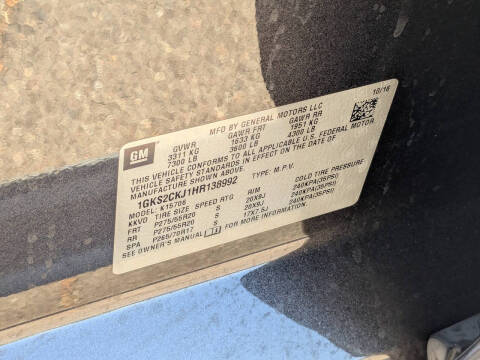 GM
MFD BY GENERAL MOTORS LLC 10/16
GVWR GAWR FRT GAWR RR
3311 KG 1633 KG 1951 KG
7300 LB 3600 LB 4300 LB
THIS VEHICLE CONFORMS TO ALL APPLICABLE U.S. FEDERAL MOTOR
VEHICLE SAFETY STANDARDS IN EFFECT ON THE DATE OF
MANUFACTURE SHOWN ABOVE.
1GKS2CKJ1HR138992 TYPE: M.P.V.
MODEL: K15706
KKVD TIRE SIZE SPEED RTG RIM COLD TIRE PRESSURE
FRT P275/55R20 S 20X9J 240KPA(35PSI)
RR P275/55R20 S 20X9J 240KPA(35PSI)
SPA P265/70R17 S 17X7.5J 240KPA(35PSI)
SEE OWNER'S MANUAL FOR MORE INFORMATION.